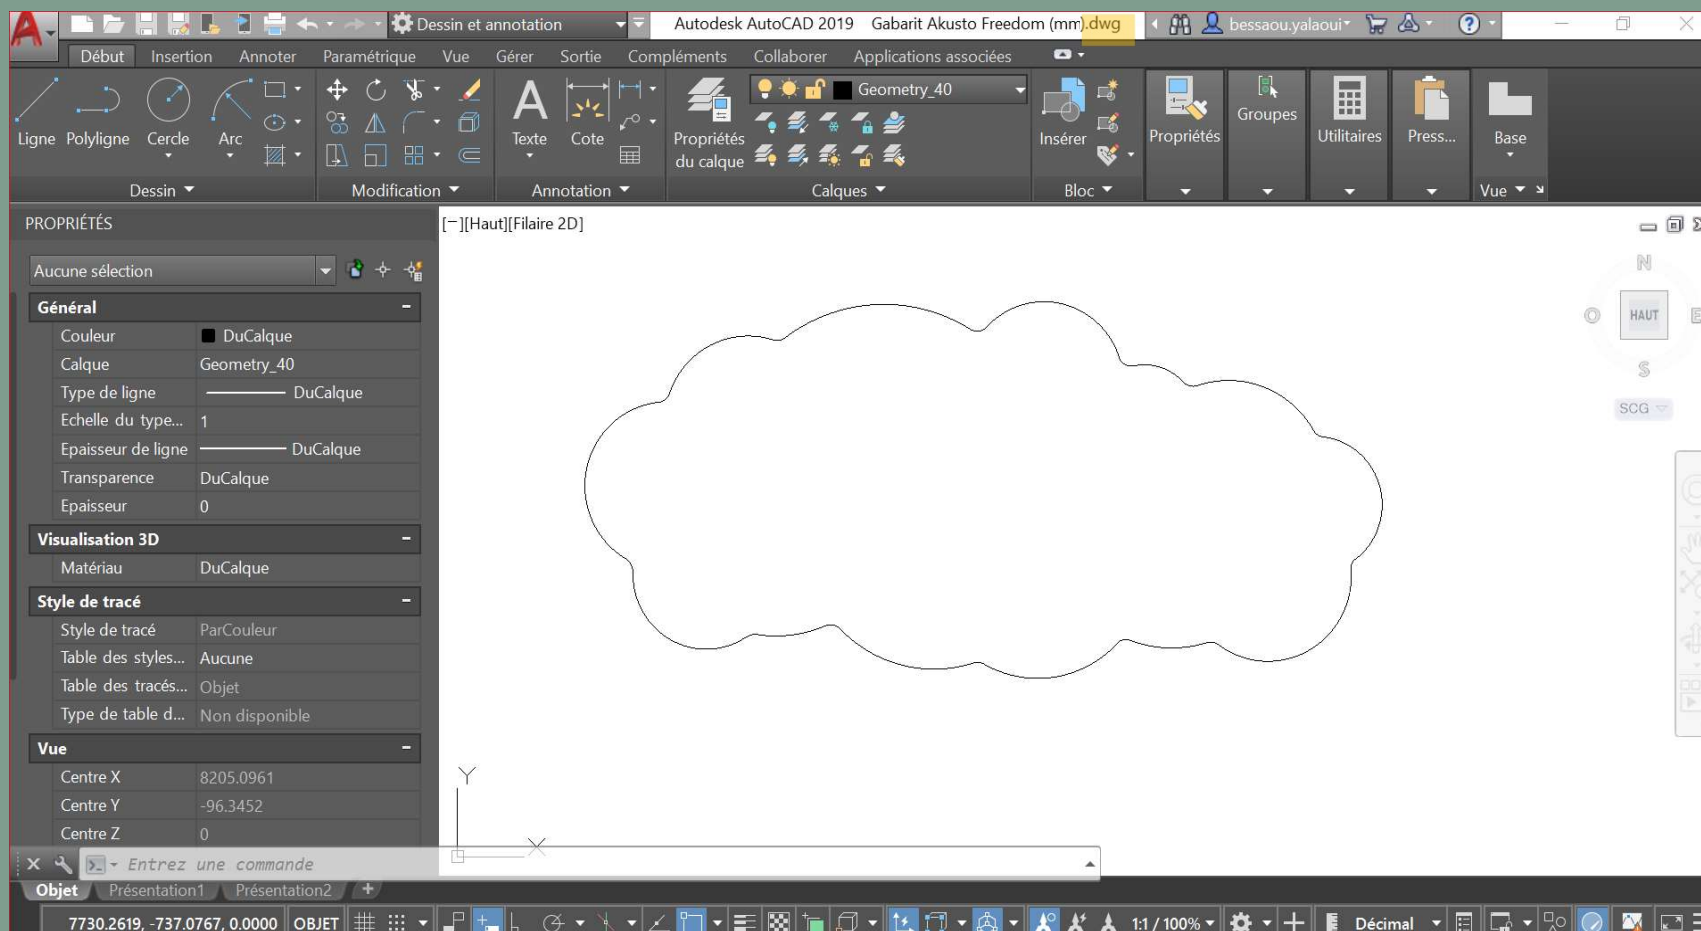 Dessin et annotation
Autodesk AutoCAD 2019 Gabarit Akusto Freedom (mm).dwg
bessaou.yalaoui
Début Insertion Annoter Paramétrique Vue Gérer Sortie Compléments Collaborer Applications associées
Geometry_40
Ligne Polyligne Cercle Arc
Texte Cote
Propriétés du calque
Insérer
Propriétés
Groupes
Utilitaires
Press...
Base
Dessin Modification Annotation Calques Bloc Vue
PROPRIÉTÉS
[−][Haut][Filaire 2D]
Aucune sélection
Général
Couleur DuCalque
Calque Geometry_40
Type de ligne DuCalque
Echelle du type... 1
Epaisseur de ligne DuCalque
Transparence DuCalque
Epaisseur 0
Visualisation 3D
Matériau DuCalque
Style de tracé
Style de tracé ParCouleur
Table des styles... Aucune
Table des tracés... Objet
Type de table d... Non disponible
Vue
Centre X 8205.0961
Centre Y -96.3452
Centre Z 0
N
O HAUT E
S
SCG
Y
X
Entrez une commande
Objet Présentation1 Présentation2 +
7730.2619, -737.0767, 0.0000 OBJET 1:1 / 100% Décimal